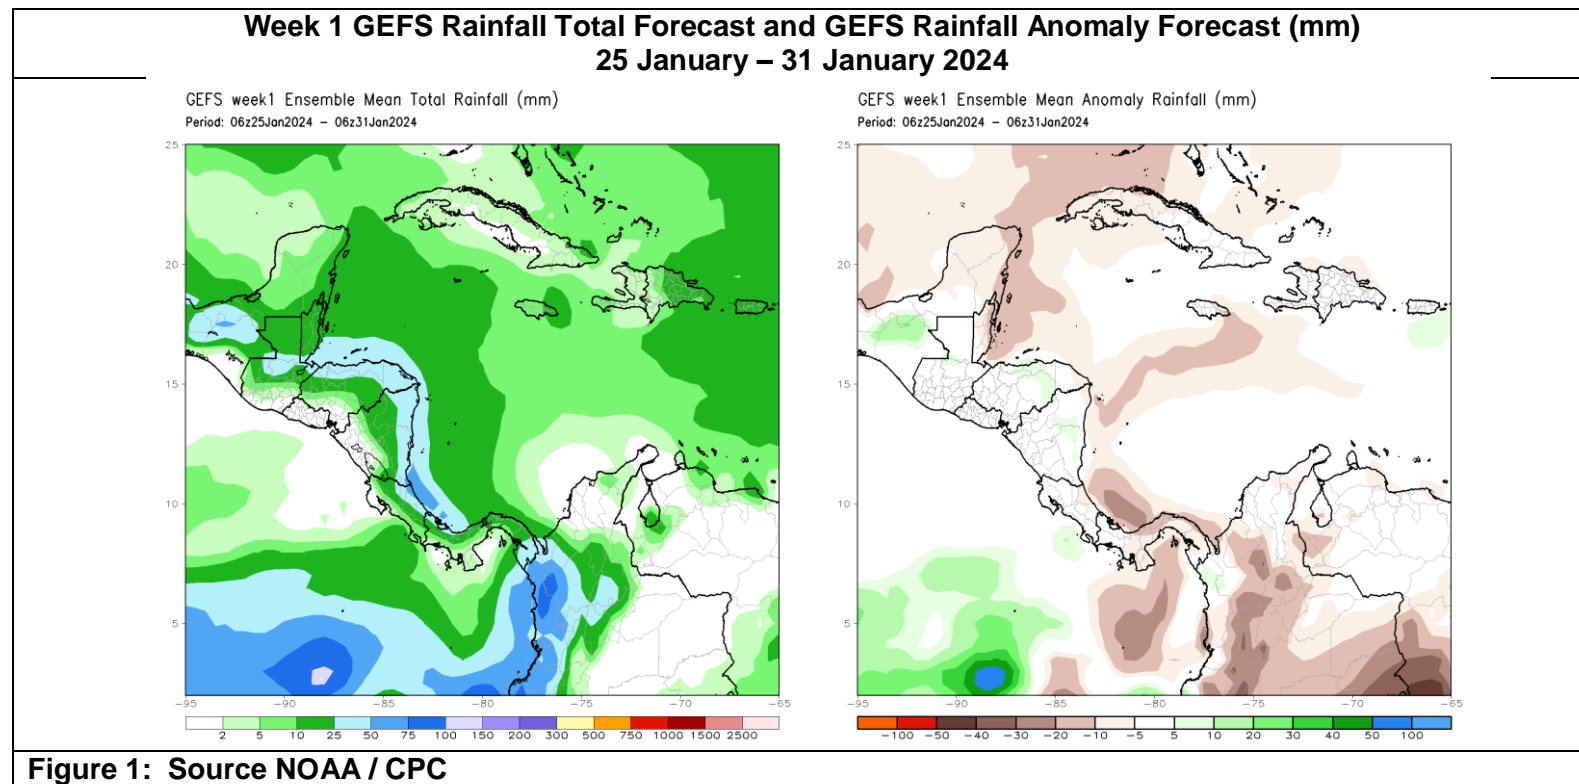 Week 1 GEFS Rainfall Total Forecast and GEFS Rainfall Anomaly Forecast (mm)
25 January – 31 January 2024
GEFS week1 Ensemble Mean Total Rainfall (mm)
Period: 06z25Jan2024 – 06z31Jan2024
25
20
15
10
5
−95 −90 −85 −80 −75 −70 −65
2 5 10 25 50 75 100 150 200 300 500 750 1000 1500 2500
GEFS week1 Ensemble Mean Anomaly Rainfall (mm)
Period: 06z25Jan2024 – 06z31Jan2024
25
20
15
10
5
−95 −90 −85 −80 −75 −70 −65
−100 −50 −40 −30 −20 −10 −5 5 10 20 30 40 50 100
Figure 1: Source NOAA / CPC